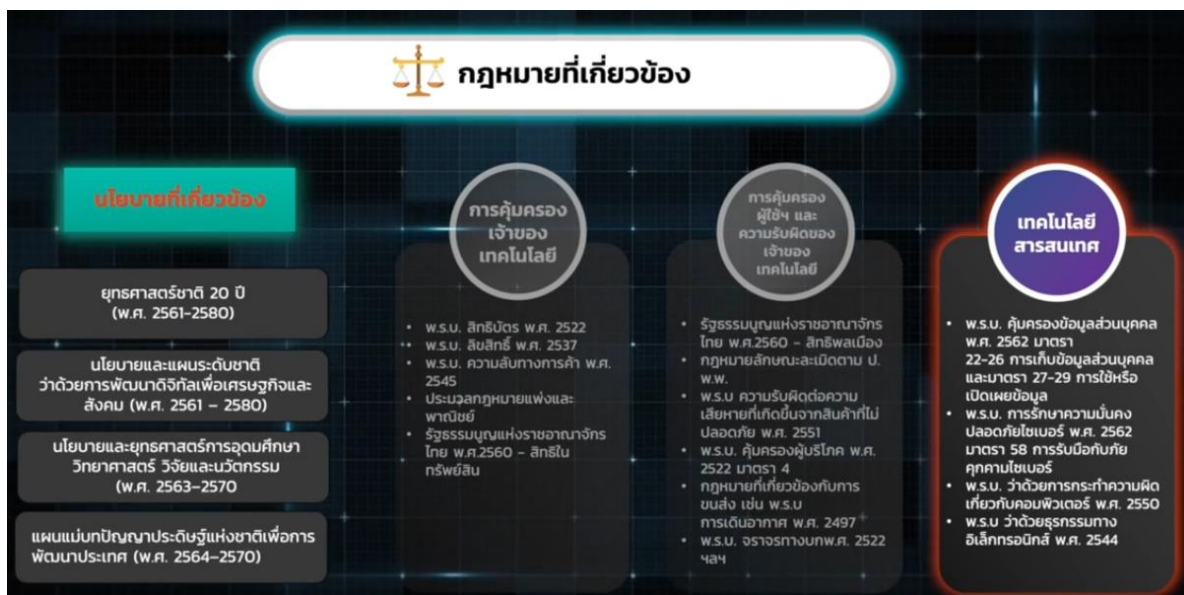 กฎหมายที่เกี่ยวข้อง
นโยบายที่เกี่ยวข้อง
ยุทธศาสตร์ชาติ 20 ปี
(พ.ศ. 2561-2580)
นโยบายและแผนระดับชาติ
ว่าด้วยการพัฒนาดิจิทัลเพื่อเศรษฐกิจและ
สังคม (พ.ศ. 2561 – 2580)
นโยบายและยุทธศาสตร์การอุดมศึกษา
วิทยาศาสตร์ วิจัยและนวัตกรรม
(พ.ศ. 2563-2570
แผนแม่บทปัญญาประดิษฐ์แห่งชาติเพื่อการ
พัฒนาประเทศ (พ.ศ. 2564–2570)
การคุ้มครอง
เจ้าของ
เทคโนโลยี
• พ.ร.บ. สิทธิบัตร พ.ศ. 2522
• พ.ร.บ. ลิขสิทธิ์ พ.ศ. 2537
• พ.ร.บ. ความลับทางการค้า พ.ศ.
2545
• ประมวลกฎหมายแพ่งและ
พาณิชย์
• รัฐธรรมนูญแห่งราชอาณาจักร
ไทย พ.ศ.2560 – สิทธิใน
ทรัพย์สิน
การคุ้มครอง
ผู้ใช้ฯ และ
ความรับผิดของ
เจ้าของ
เทคโนโลยี
• รัฐธรรมนูญแห่งราชอาณาจักร
ไทย พ.ศ.2560 – สิทธิพลเมือง
• กฎหมายลักษณะละเมิดตาม ป.
พ.พ.
• พ.ร.บ ความรับผิดต่อความ
เสียหายที่เกิดขึ้นจากสินค้าที่ไม่
ปลอดภัย พ.ศ. 2551
• พ.ร.บ. คุ้มครองผู้บริโภค พ.ศ.
2522 มาตรา 4
• กฎหมายที่เกี่ยวข้องกับการ
ขนส่ง เช่น พ.ร.บ
การเดินอากาศ พ.ศ. 2497
• พ.ร.บ. จราจรทางบกพ.ศ. 2522
ฯลฯ
เทคโนโลยี
สารสนเทศ
• พ.ร.บ. คุ้มครองข้อมูลส่วนบุคคล
พ.ศ. 2562 มาตรา
22-26 การเก็บข้อมูลส่วนบุคคล
และมาตรา 27-29 การใช้หรือ
เปิดเผยข้อมูล
• พ.ร.บ. การรักษาความมั่นคง
ปลอดภัยไซเบอร์ พ.ศ. 2562
มาตรา 58 การรับมือกับภัย
คุกคามไซเบอร์
• พ.ร.บ. ว่าด้วยการกระทำความผิด
เกี่ยวกับคอมพิวเตอร์ พ.ศ. 2550
• พ.ร.บ ว่าด้วยธุรกรรมทาง
อิเล็กทรอนิกส์ พ.ศ. 2544